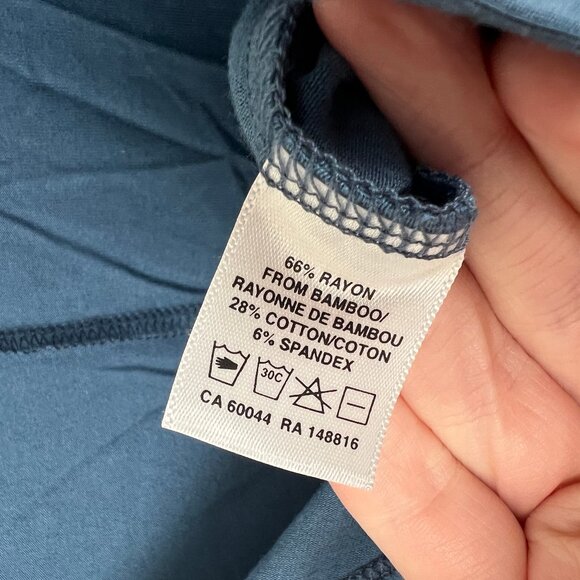 66% RAYON
FROM BAMBOO/
RAYONNE DE BAMBOU
28% COTTON/COTON
6% SPANDEX
30C
CA 60044 RA 148816